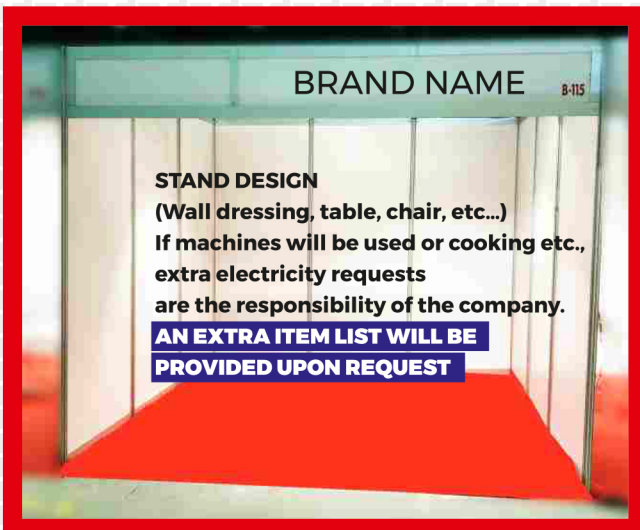 BRAND NAME
B-115
STAND DESIGN
(Wall dressing, table, chair, etc...)
If machines will be used or cooking etc.,
extra electricity requests
are the responsibility of the company.
AN EXTRA ITEM LIST WILL BE
PROVIDED UPON REQUEST